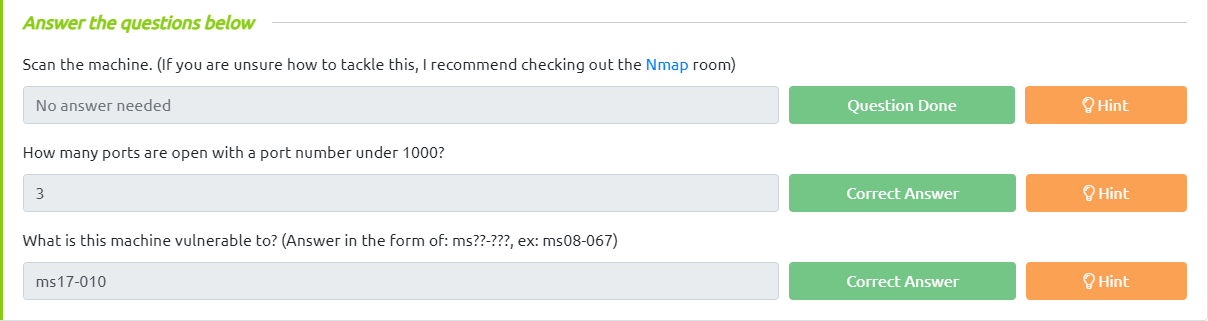 Answer the questions below
Scan the machine. (If you are unsure how to tackle this, I recommend checking out the Nmap room)
No answer needed Question Done Hint
How many ports are open with a port number under 1000?
3 Correct Answer Hint
What is this machine vulnerable to? (Answer in the form of: ms??-???, ex: ms08-067)
ms17-010 Correct Answer Hint